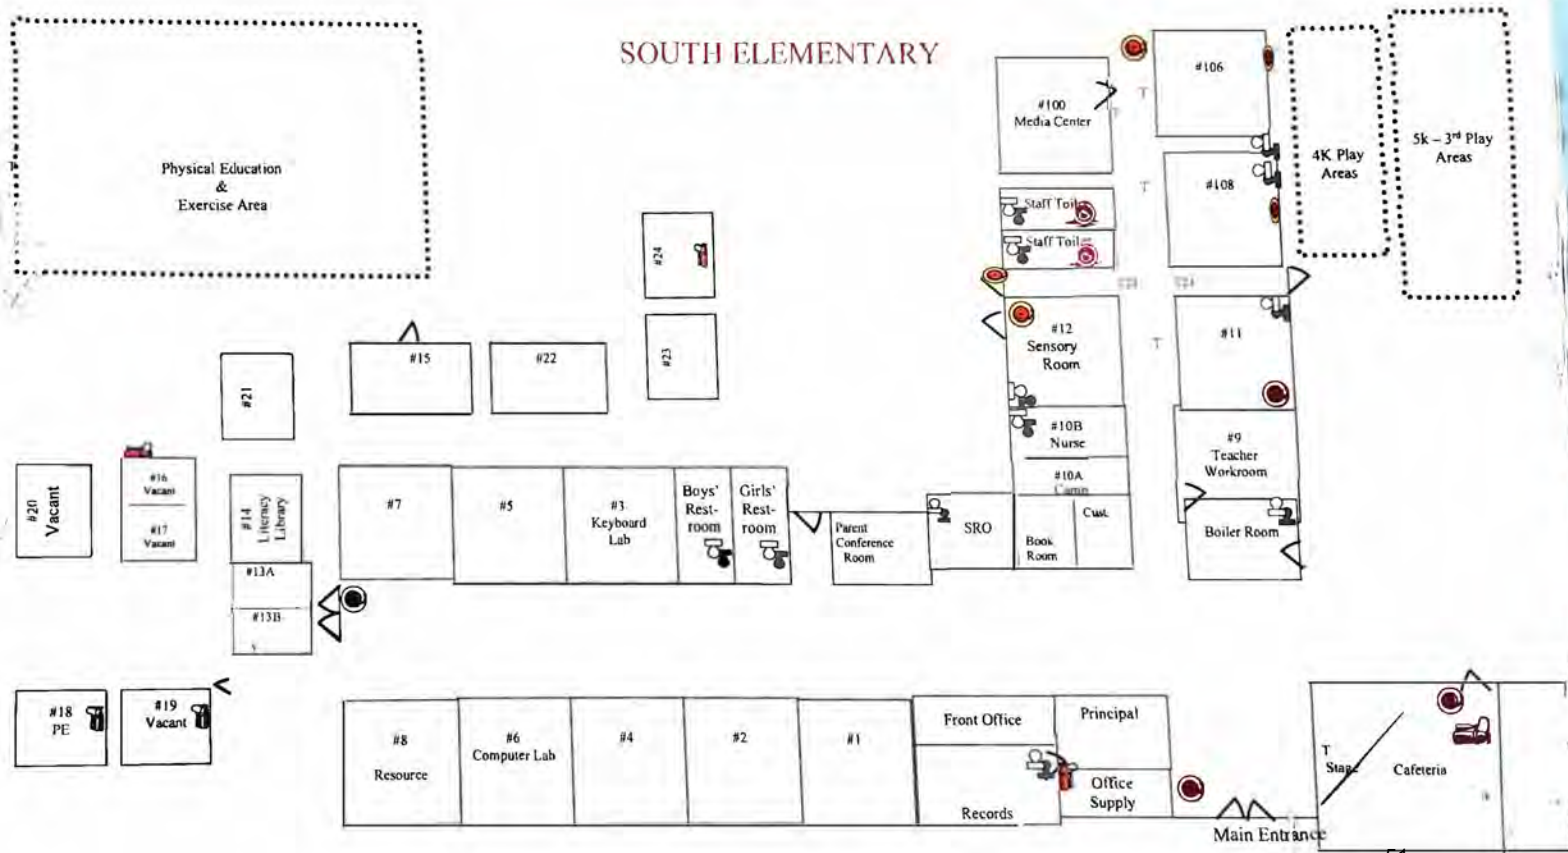 SOUTH ELEMENTARY
#106
#100
Media Center
5k – 3rd Play
Areas
4K Play
Areas
Physical Education
&
Exercise Area
#108
Staff Toil
Staff Toil
#24
#12
Sensory
Room
#11
#15
#22
#23
#21
#10B
Nurse
#9
Teacher
Workroom
#10A
#20
Vacant
#16
Vacant
#17
Vacant
#14
Literacy
Library
#7
#5
#3
Keyboard
Lab
Boys'
Rest-
room
Girls'
Rest-
room
Parent
Conference
Room
SRO
Book
Room
Cust.
Boiler Room
#13A
#13B
#18
PE
#19
Vacant
#8
Resource
#6
Computer Lab
#4
#2
#1
Front Office
Principal
Records
Office
Supply
T
Stage
Cafeteria
Main Entrance
T
T
T
T